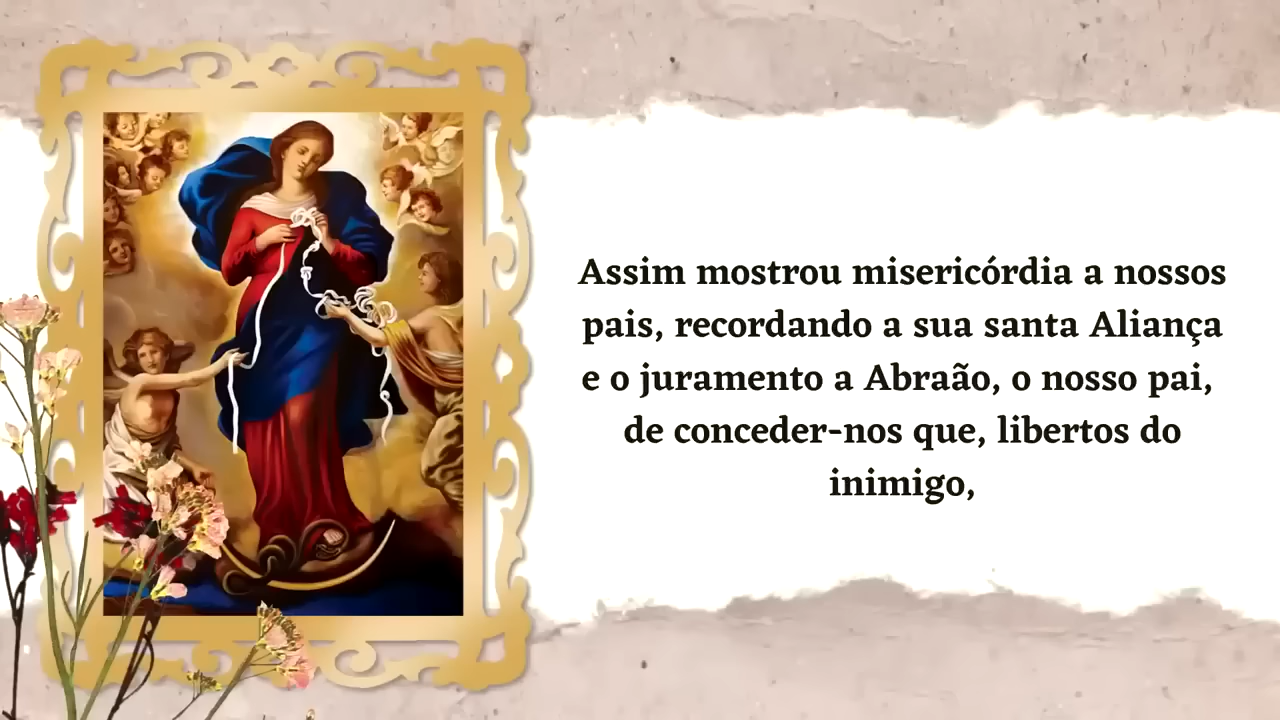 Assim mostrou misericórdia a nossos
pais, recordando a sua santa Aliança
e o juramento a Abraão, o nosso pai,
de conceder-nos que, libertos do
inimigo,